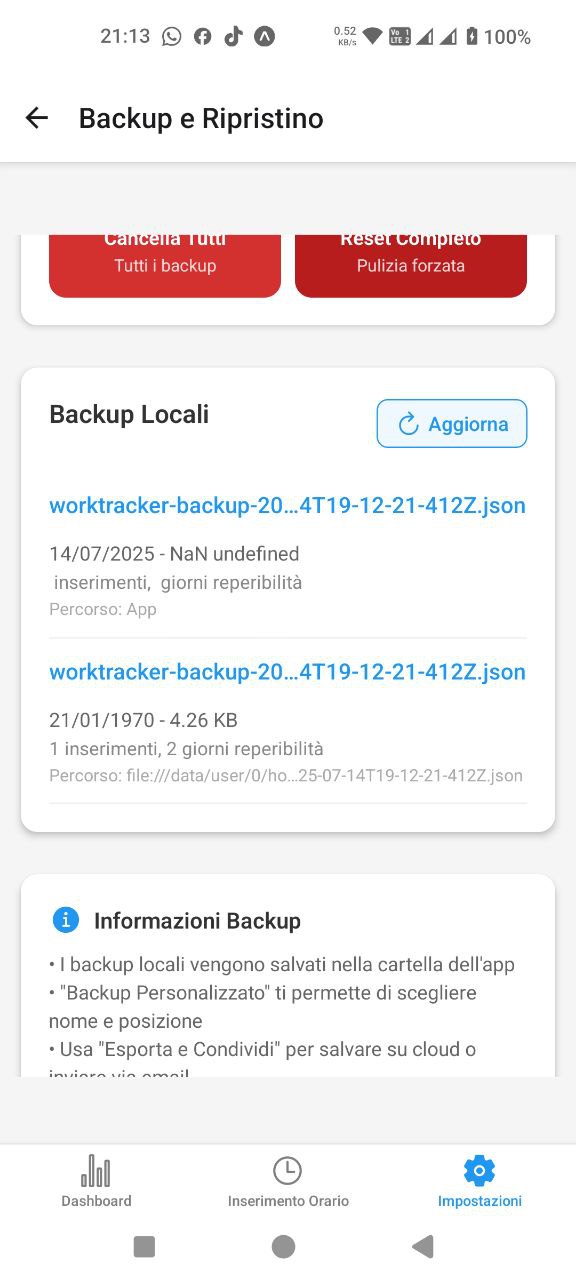 21:13
0.52
KB/s
Vo 1
LTE 2
100%
Backup e Ripristino
Cancella Tutti
Tutti i backup
Reset Completo
Pulizia forzata
Backup Locali
Aggiorna
worktracker-backup-20...4T19-12-21-412Z.json
14/07/2025 - NaN undefined
inserimenti, giorni reperibilità
Percorso: App
worktracker-backup-20...4T19-12-21-412Z.json
21/01/1970 - 4.26 KB
1 inserimenti, 2 giorni reperibilità
Percorso: file:///data/user/0/ho...25-07-14T19-12-21-412Z.json
Informazioni Backup
• I backup locali vengono salvati nella cartella dell'app
• "Backup Personalizzato" ti permette di scegliere
nome e posizione
• Usa "Esporta e Condividi" per salvare su cloud o
inviare via email
Dashboard
Inserimento Orario
Impostazioni